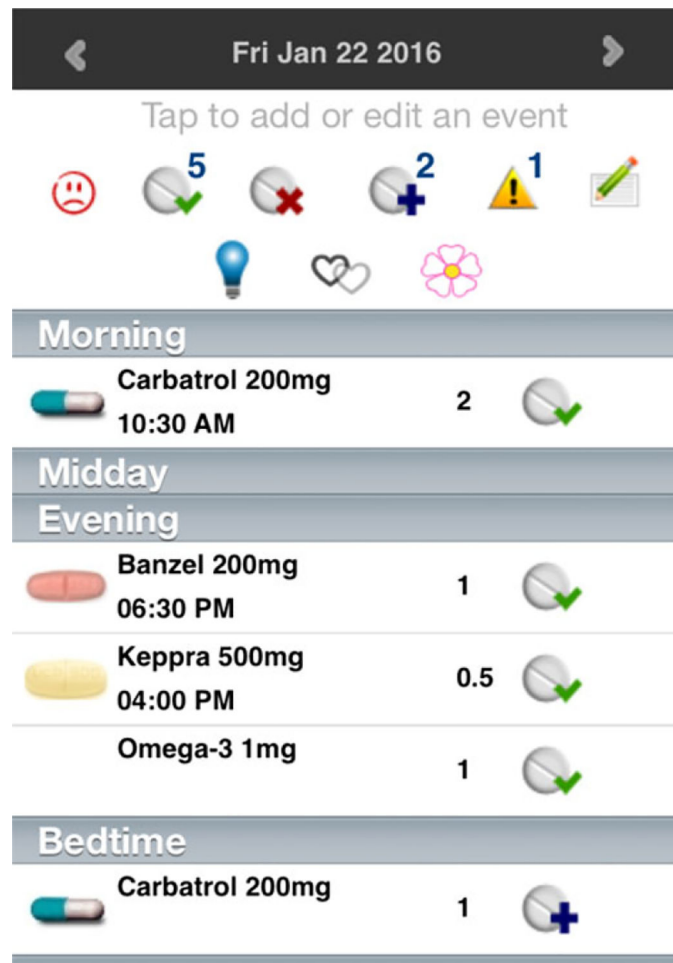 Fri Jan 22 2016
Tap to add or edit an event
5
2
1
Morning
Carbatrol 200mg
2
10:30 AM
Midday
Evening
Banzel 200mg
1
06:30 PM
Keppra 500mg
0.5
04:00 PM
Omega-3 1mg
1
Bedtime
Carbatrol 200mg
1